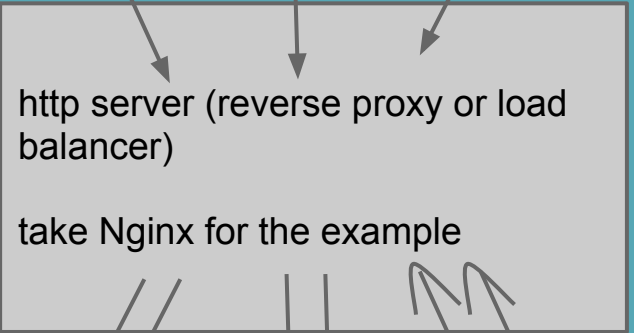 http server (reverse proxy or load
balancer)
take Nginx for the example